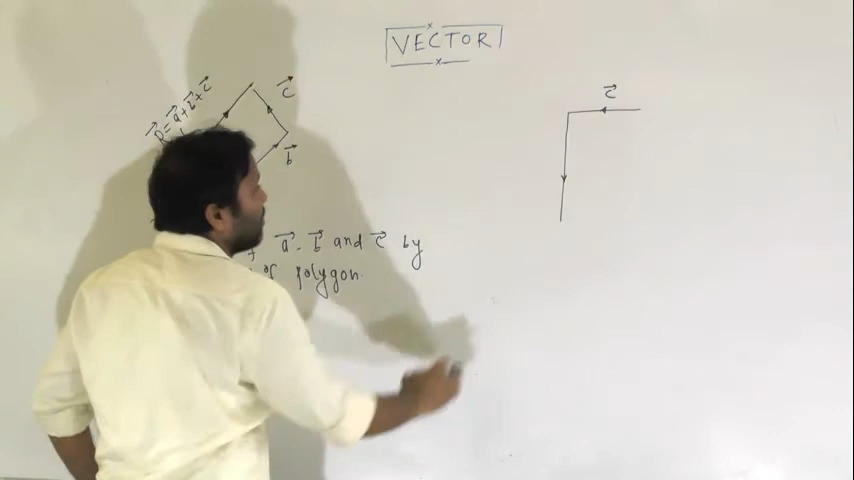 VECTOR
R⃗ = a⃗ + b⃗ + c⃗
c⃗
b⃗
c⃗
a⃗ - b⃗ and c⃗ by
of polygon.